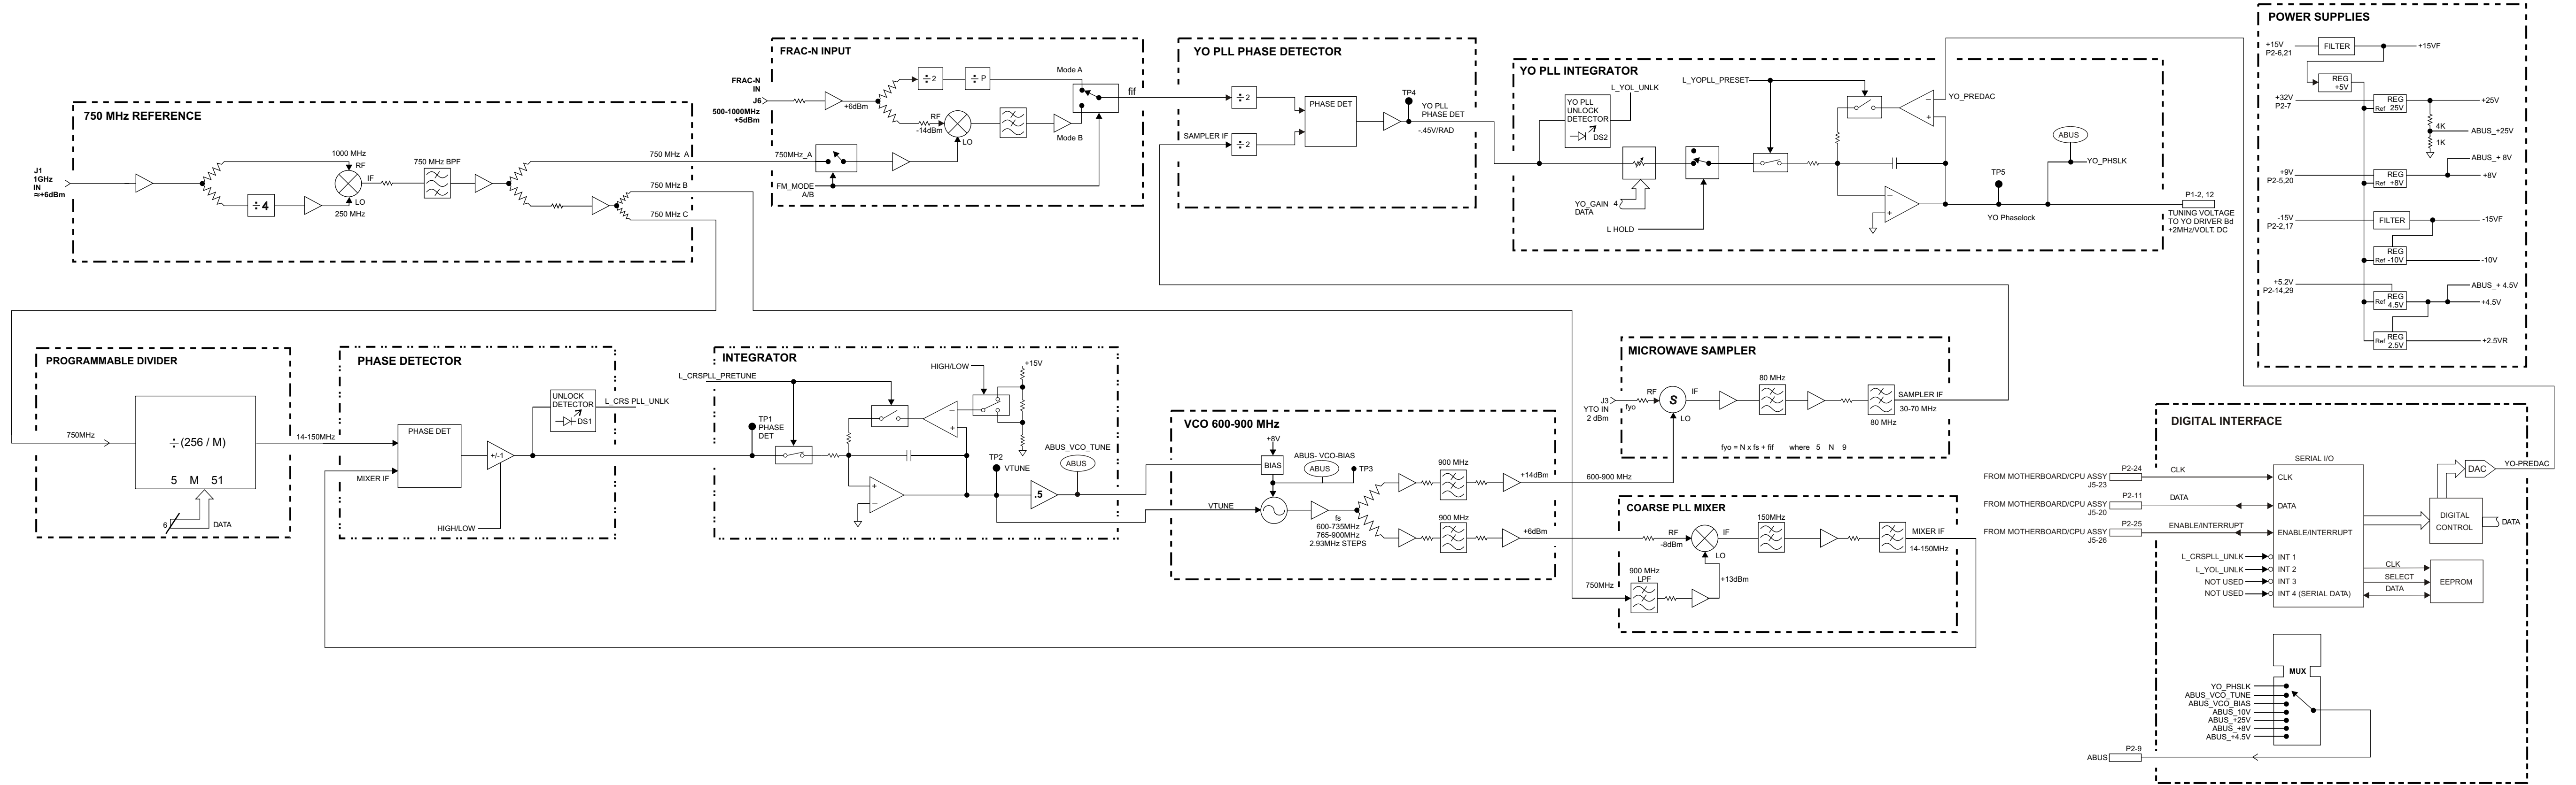 750 MHz REFERENCE
J1
1GHz
IN
≈+6dBm
÷4
1000 MHz
RF
IF
LO
250 MHz
750 MHz BPF
750 MHz A
750 MHz B
750 MHz C
FRAC-N INPUT
FRAC-N
IN
J6
500-1000MHz
+5dBm
+6dBm
÷2
÷ P
Mode A
RF
-14dBm
LO
Mode B
fif
750MHz_A
FM_MODE
A/B
YO PLL PHASE DETECTOR
÷2
SAMPLER IF
÷2
PHASE DET
TP4
YO PLL
PHASE DET
-.45V/RAD
YO PLL INTEGRATOR
L_YOPLL_PRESET
L_YOL_UNLK
YO PLL
UNLOCK
DETECTOR
DS2
YO_GAIN 4
DATA
L HOLD
YO_PREDAC
−
+
−
+
ABUS
YO_PHSLK
TP5
YO Phaselock
P1-2, 12
TUNING VOLTAGE
TO YO DRIVER Bd
+2MHz/VOLT. DC
POWER SUPPLIES
+15V
P2-6,21
FILTER
+15VF
REG
+5V
+32V
P2-7
REG
Ref 25V
+25V
4K
ABUS_+25V
1K
+9V
P2-5,20
REG
Ref +8V
ABUS_+ 8V
+8V
-15V
P2-2,17
FILTER
-15VF
REG
Ref -10V
-10V
+5.2V
P2-14,29
REG
Ref 4.5V
ABUS_+ 4.5V
+4.5V
REG
Ref 2.5V
+2.5VR
PROGRAMMABLE DIVIDER
750MHz
÷(256 / M)
5 M 51
6
DATA
14-150MHz
PHASE DETECTOR
PHASE DET
MIXER IF
+/-1
HIGH/LOW
UNLOCK
DETECTOR
DS1
L_CRS PLL_UNLK
INTEGRATOR
L_CRSPLL_PRETUNE
TP1
PHASE
DET
HIGH/LOW
+15V
−
+
+
−
TP2
VTUNE
.5
ABUS_VCO_TUNE
ABUS
VCO 600-900 MHz
+8V
BIAS
ABUS- VCO-BIAS
ABUS
TP3
VTUNE
fs
600-735MHz
765-900MHz
2.93MHz STEPS
900 MHz
+14dBm
900 MHz
+6dBm
600-900 MHz
MICROWAVE SAMPLER
J3
YTO IN
2 dBm
RF
fyo
S
IF
LO
80 MHz
80 MHz
SAMPLER IF
30-70 MHz
fyo = N x fs + fif where 5 N 9
COARSE PLL MIXER
RF
-8dBm
IF
LO
+13dBm
150MHz
MIXER IF
14-150MHz
750MHz
900 MHz
LPF
DIGITAL INTERFACE
SERIAL I/O
FROM MOTHERBOARD/CPU ASSY
J5-23
P2-24
CLK
CLK
FROM MOTHERBOARD/CPU ASSY
J5-20
P2-11
DATA
DATA
FROM MOTHERBOARD/CPU ASSY
J5-26
P2-25
ENABLE/INTERRUPT
ENABLE/INTERRUPT
L_CRSPLL_UNLK
INT 1
L_YOL_UNLK
INT 2
NOT USED
INT 3
NOT USED
INT 4 (SERIAL DATA)
DAC
YO-PREDAC
DIGITAL
CONTROL
DATA
CLK
SELECT
DATA
EEPROM
MUX
YO_PHSLK
ABUS_VCO_TUNE
ABUS_VCO_BIAS
ABUS_10V
ABUS_+25V
ABUS_+8V
ABUS_+4.5V
P2-9
ABUS